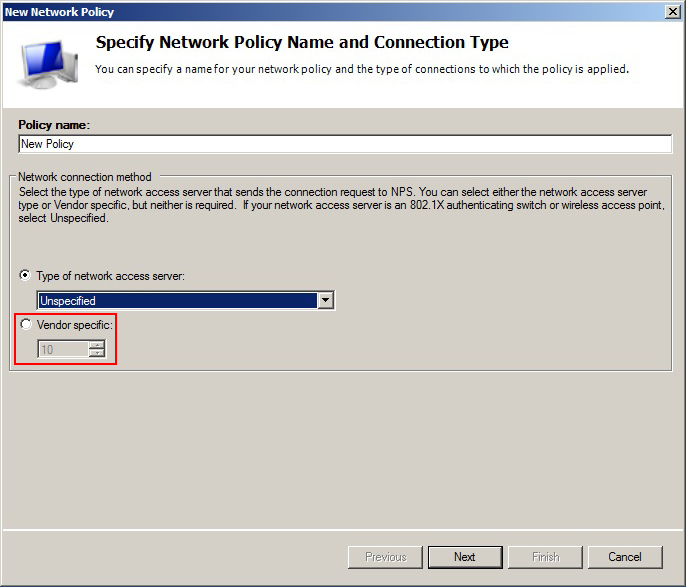 New Network Policy
Specify Network Policy Name and Connection Type
You can specify a name for your network policy and the type of connections to which the policy is applied.
Policy name:
New Policy
Network connection method
Select the type of network access server that sends the connection request to NPS. You can select either the network access server
type or Vendor specific, but neither is required.  If your network access server is an 802.1X authenticating switch or wireless access point,
select Unspecified.
Type of network access server:
Unspecified
Vendor specific:
10
Previous Next Finish Cancel